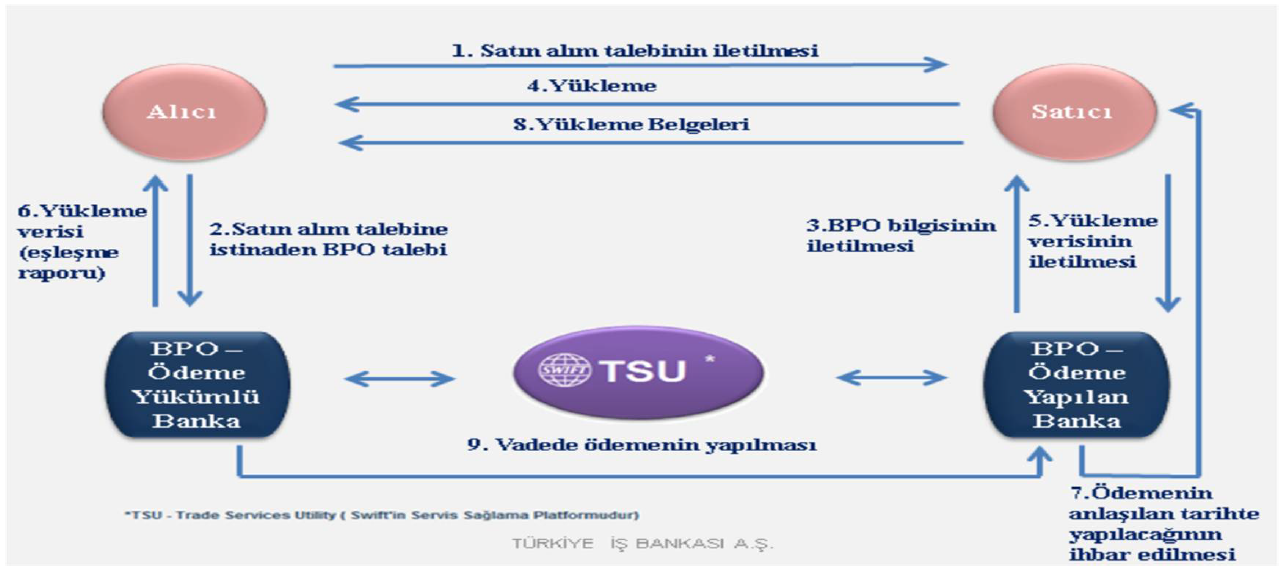 1. Satın alım talebinin iletilmesi
4.Yükleme
8.Yükleme Belgeleri
Alıcı
Satıcı
6.Yükleme
verisi
(eşleşme
raporu)
2.Satın alım talebine
istinaden BPO talebi
3.BPO bilgisinin
iletilmesi
5.Yükleme
verisinin
iletilmesi
BPO –
Ödeme
Yükümlü
Banka
SWIFT TSU *
BPO –
Ödeme
Yapılan
Banka
9. Vadede ödemenin yapılması
7.Ödemenin
anlaşılan tarihte
yapılacağının
ihbar edilmesi
*TSU - Trade Services Utility ( Swift'in Servis Sağlama Platformudur)
TÜRKİYE İŞ BANKASI A.Ş.